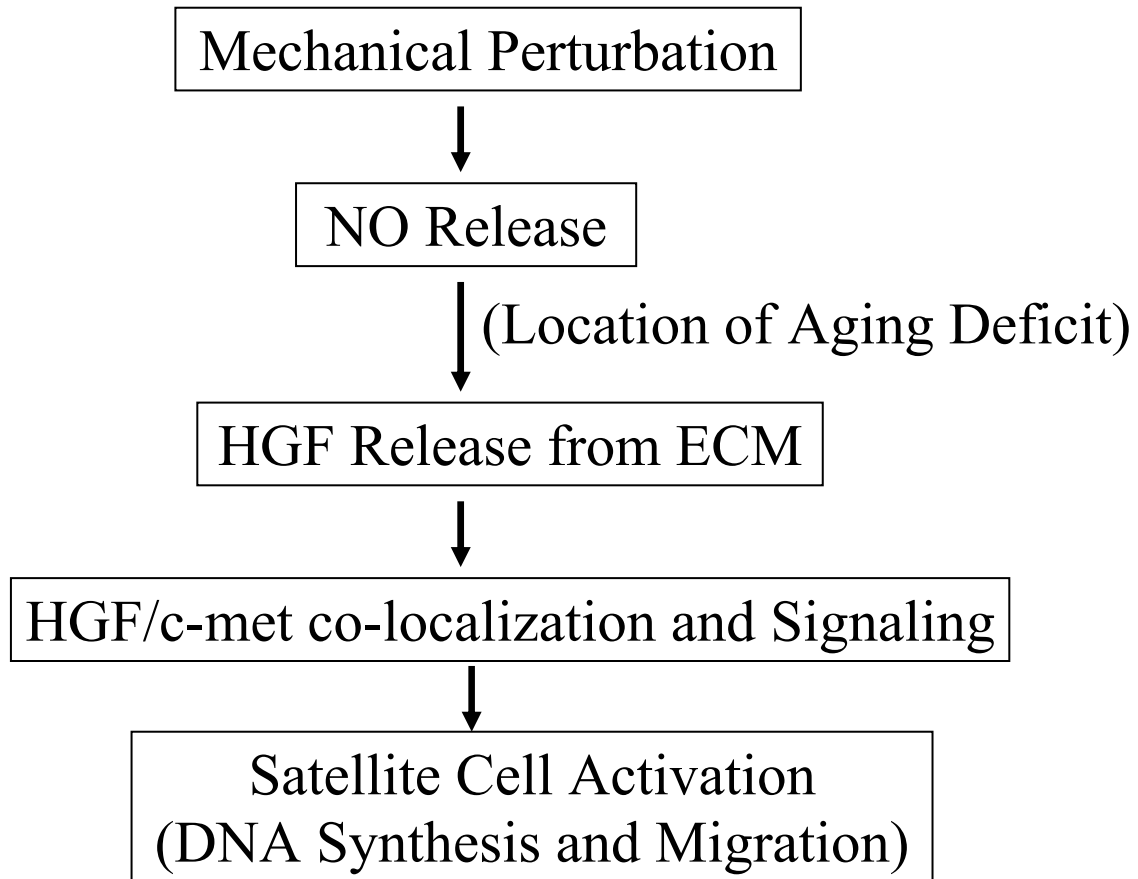 Mechanical Perturbation
NO Release
(Location of Aging Deficit)
HGF Release from ECM
HGF/c-met co-localization and Signaling
Satellite Cell Activation
(DNA Synthesis and Migration)